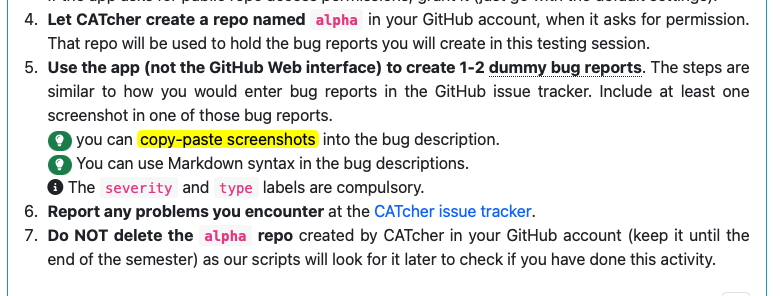 4. Let CATcher create a repo named alpha in your GitHub account, when it asks for permission.
That repo will be used to hold the bug reports you will create in this testing session.
5. Use the app (not the GitHub Web interface) to create 1-2 dummy bug reports. The steps are
similar to how you would enter bug reports in the GitHub issue tracker. Include at least one
screenshot in one of those bug reports.
you can copy-paste screenshots into the bug description.
You can use Markdown syntax in the bug descriptions.
The severity and type labels are compulsory.
6. Report any problems you encounter at the CATcher issue tracker.
7. Do NOT delete the alpha repo created by CATcher in your GitHub account (keep it until the
end of the semester) as our scripts will look for it later to check if you have done this activity.